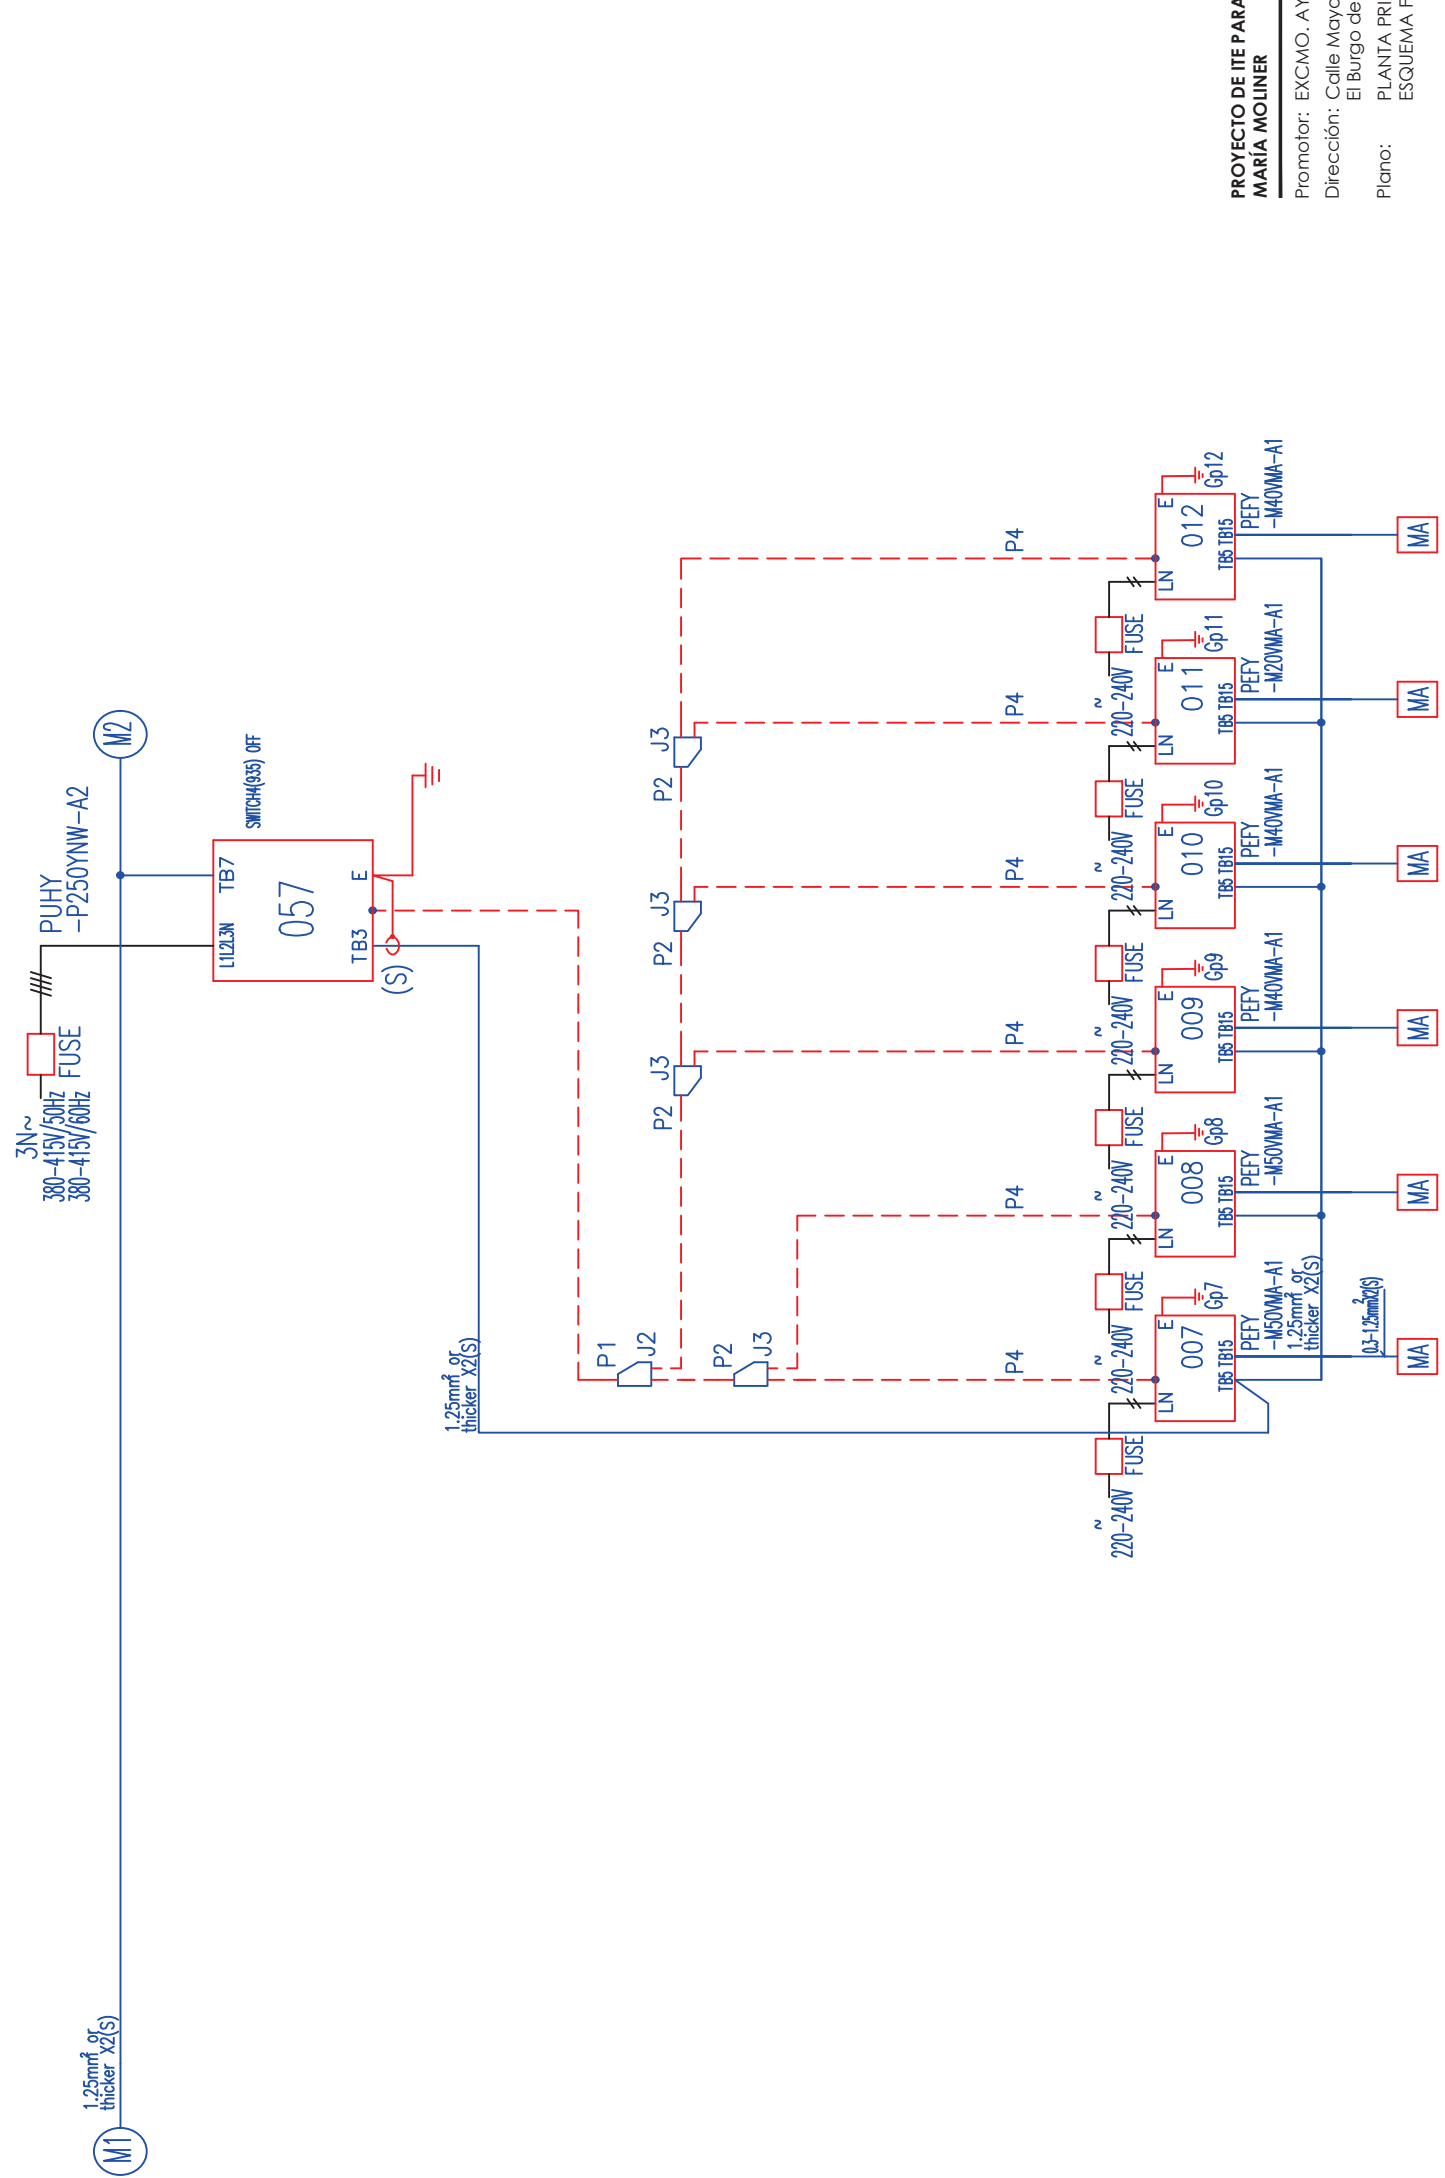 PUHY
-P250YNW-A2
3N~
380-415V/50Hz
380-415V/60Hz
FUSE
M1
1.25mm² or
thicker X2(S)
M2
L1L2L3N
TB7
057
TB3
E
(S)
SWITCH4(935) OFF
1.25mm² or
thicker X2(S)
P1
J2
P2
J3
P2
J3
P2
J3
P2
J3
P4
P4
P4
P4
P4
P4
~
220-240V
FUSE
LN
E
007
TB5 TB15
Gp7
PEFY
-M50VMA-A1
1.25mm² or
thicker X2(S)
0.3-1.25mm²X2(S)
MA
~
220-240V
FUSE
LN
E
008
TB5 TB15
Gp8
PEFY
-M50VMA-A1
MA
~
220-240V
FUSE
LN
E
009
TB5 TB15
Gp9
PEFY
-M40VMA-A1
MA
~
220-240V
FUSE
LN
E
010
TB5 TB15
Gp10
PEFY
-M40VMA-A1
MA
~
220-240V
FUSE
LN
E
011
TB5 TB15
Gp11
PEFY
-M20VMA-A1
MA
~
220-240V
FUSE
LN
E
012
TB5 TB15
Gp12
PEFY
-M40VMA-A1
MA
PROYECTO DE ITE PARA
MARÍA MOLINER
Promotor: EXCMO. AY
Dirección: Calle Mayo
El Burgo de
Plano: PLANTA PRI
ESQUEMA F